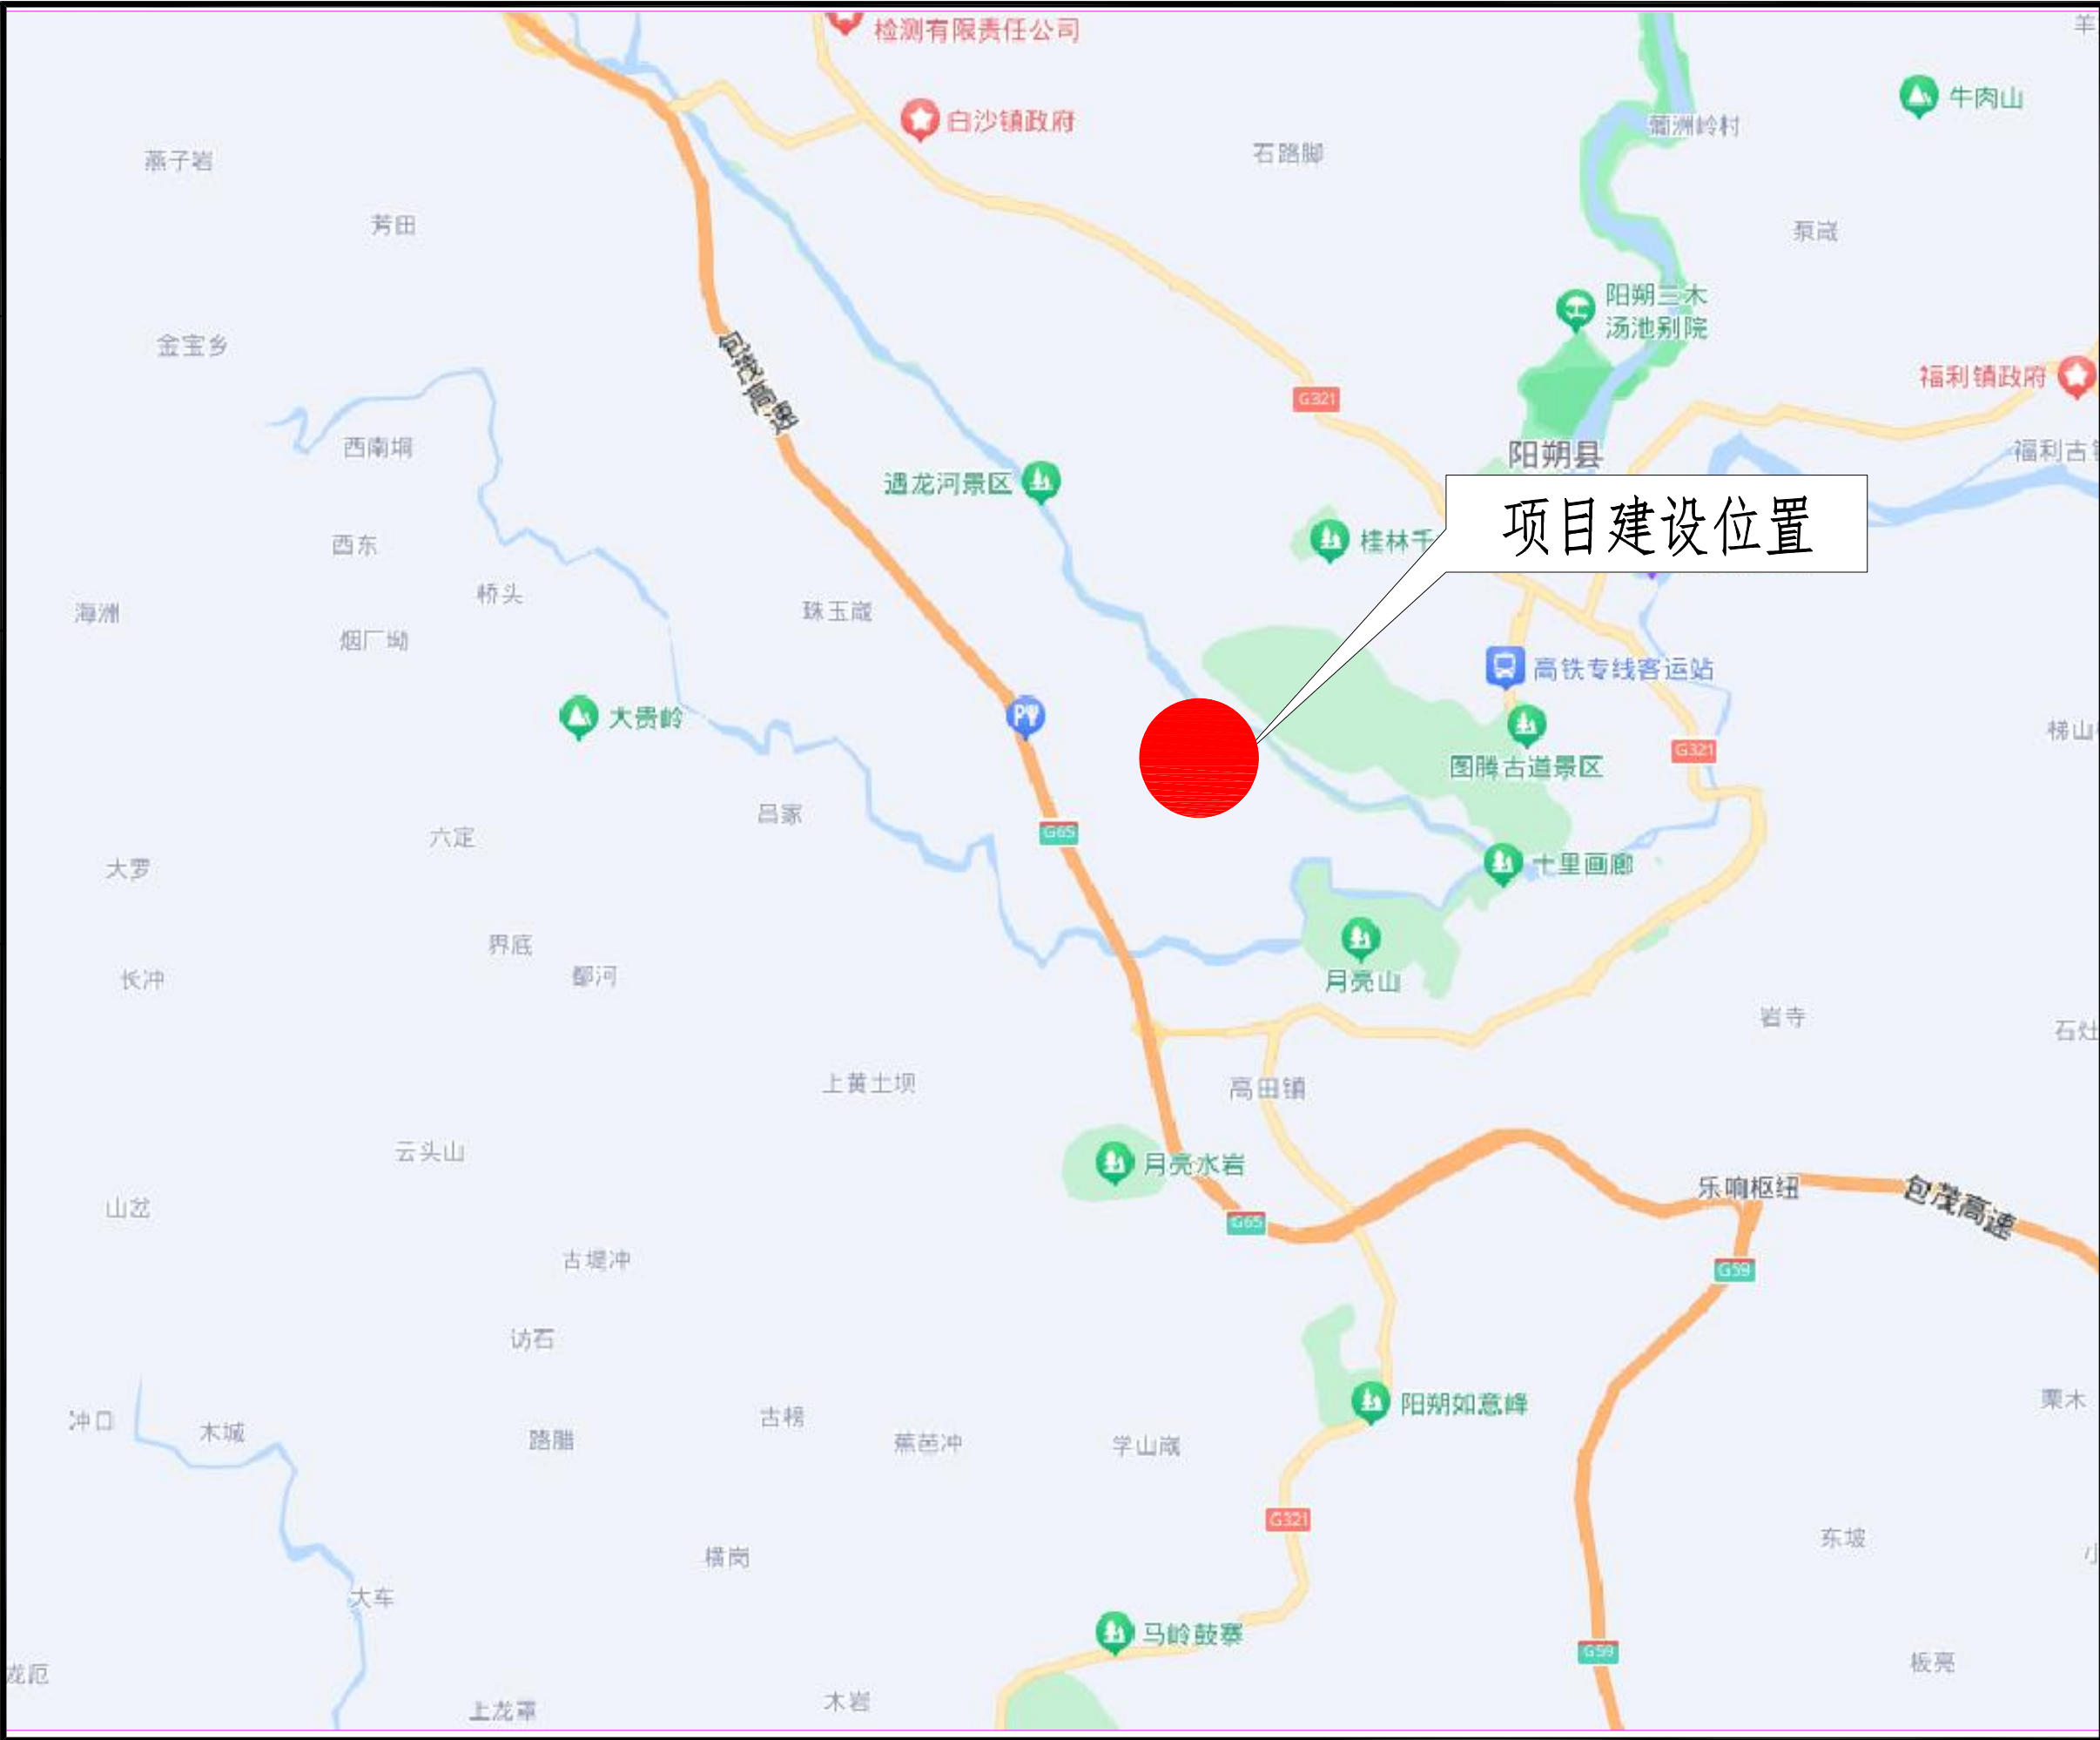 检测有限责任公司
羊
牛肉山
白沙镇政府
葡洲岭村
石路脚
燕子岩
芳田
泵崴
阳朔三木
汤池别院
金宝乡
包茂高速
福利镇政府
G321
西南垌
阳朔县
福利古镇
遇龙河景区
项目建设位置
桂林千
西东
桥头
海洲
珠玉崴
烟厂坳
高铁专线客运站
大贵岭
梯山
图腾古道景区
G321
吕家
G65
六定
大罗
十里画廊
界底
都河
长冲
月亮山
岩寺
石灶
上黄土坝
高田镇
云头山
月亮水岩
乐响枢纽
包茂高速
山岔
G65
古堤冲
G59
访石
阳朔如意峰
栗木
冲口
木城
古榜
路腊
蕉芭冲
学山崴
G321
东坡
小
横岗
大车
马岭鼓寨
G59
板亮
龙厄
木岩
上龙罩